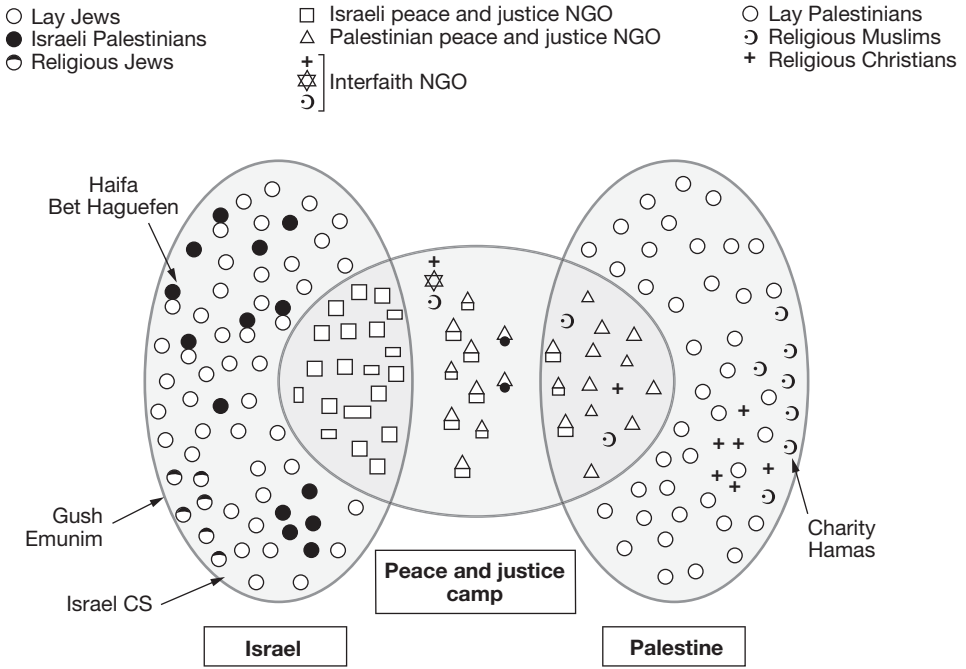 Lay Jews
Israeli Palestinians
Religious Jews
Israeli peace and justice NGO
Palestinian peace and justice NGO
Interfaith NGO
Lay Palestinians
Religious Muslims
Religious Christians
Haifa
Bet Haguefen
Gush
Emunim
Israel CS
Charity
Hamas
Peace and justice
camp
Israel
Palestine